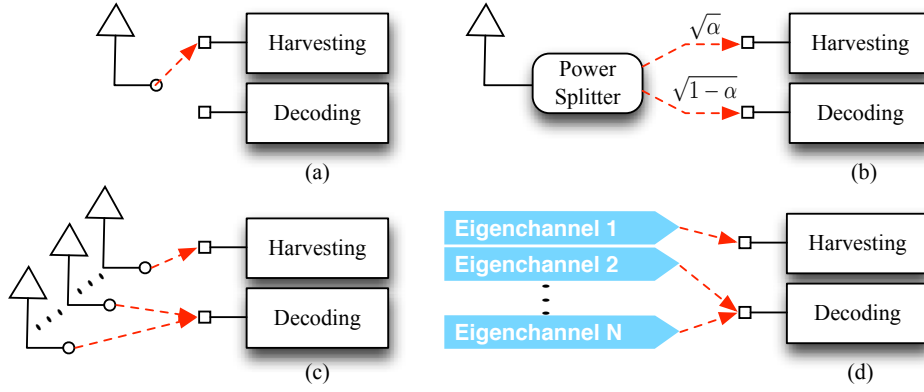 Harvesting
Decoding
(a)
√α
√1 − α
Power
Splitter
Harvesting
Decoding
(b)
Harvesting
Decoding
(c)
Eigenchannel 1
Eigenchannel 2
Eigenchannel N
Harvesting
Decoding
(d)